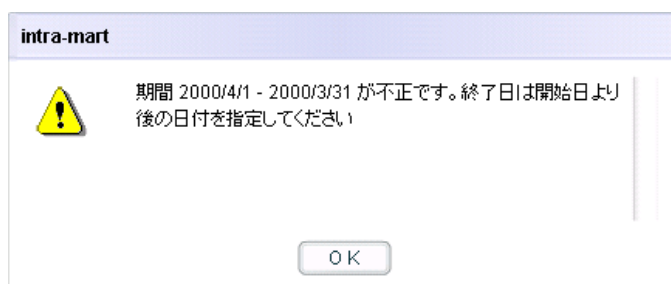 intra-mart
期間 2000/4/1 - 2000/3/31 が不正です。終了日は開始日より
後の日付を指定してください
OK